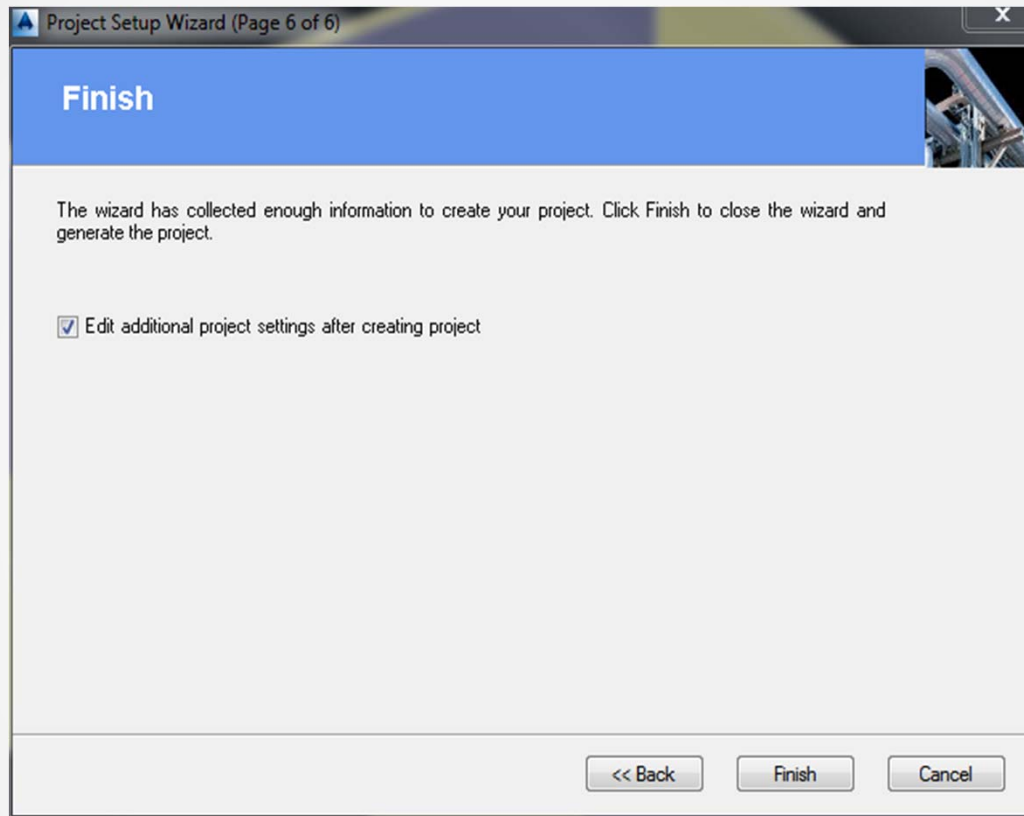 Project Setup Wizard (Page 6 of 6)
Finish
The wizard has collected enough information to create your project. Click Finish to close the wizard and
generate the project.
Edit additional project settings after creating project
<< Back Finish Cancel